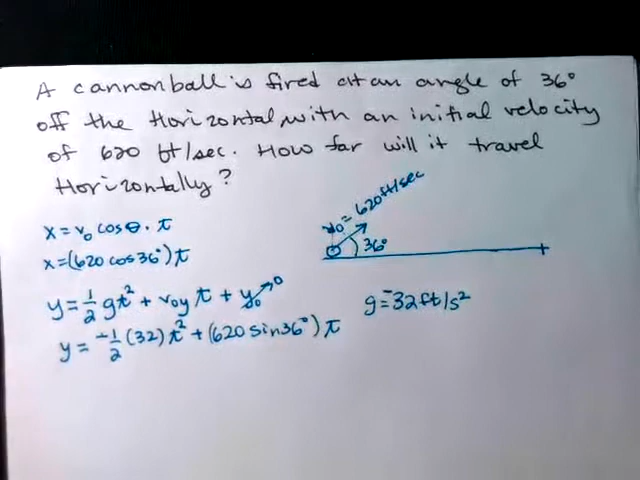 A cannonball is fired at an angle of 36°
off the Horizontal, with an initial velocity
of 620 ft/sec. How far will it travel
Horizontally?
x = v₀ cos θ · t
x = (620 cos 36°) t
v₀ = 620 ft/sec
36°
y = 1/2 gt² + v₀y t + y₀ → 0
g = -32 ft/s²
y = -1/2 (32) t² + (620 sin 36°) t